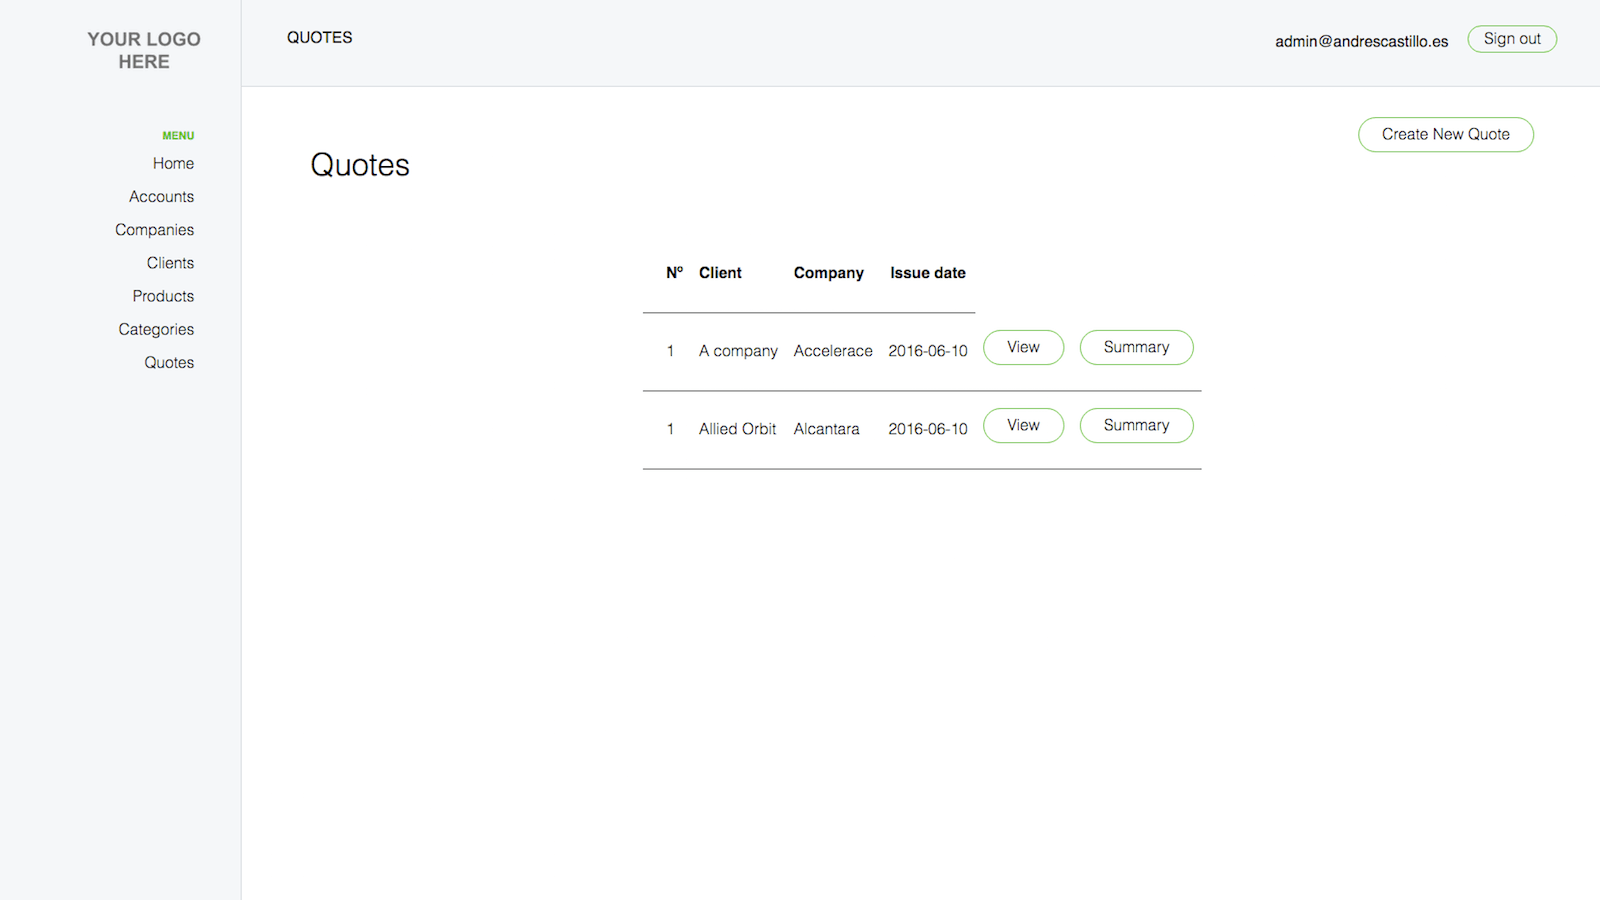 YOUR LOGO
HERE
QUOTES
admin@andrescastillo.es
Sign out
MENU
Home
Accounts
Companies
Clients
Products
Categories
Quotes
Create New Quote
Quotes
Nº Client Company Issue date
1 A company Accelerace 2016-06-10 View Summary
1 Allied Orbit Alcantara 2016-06-10 View Summary